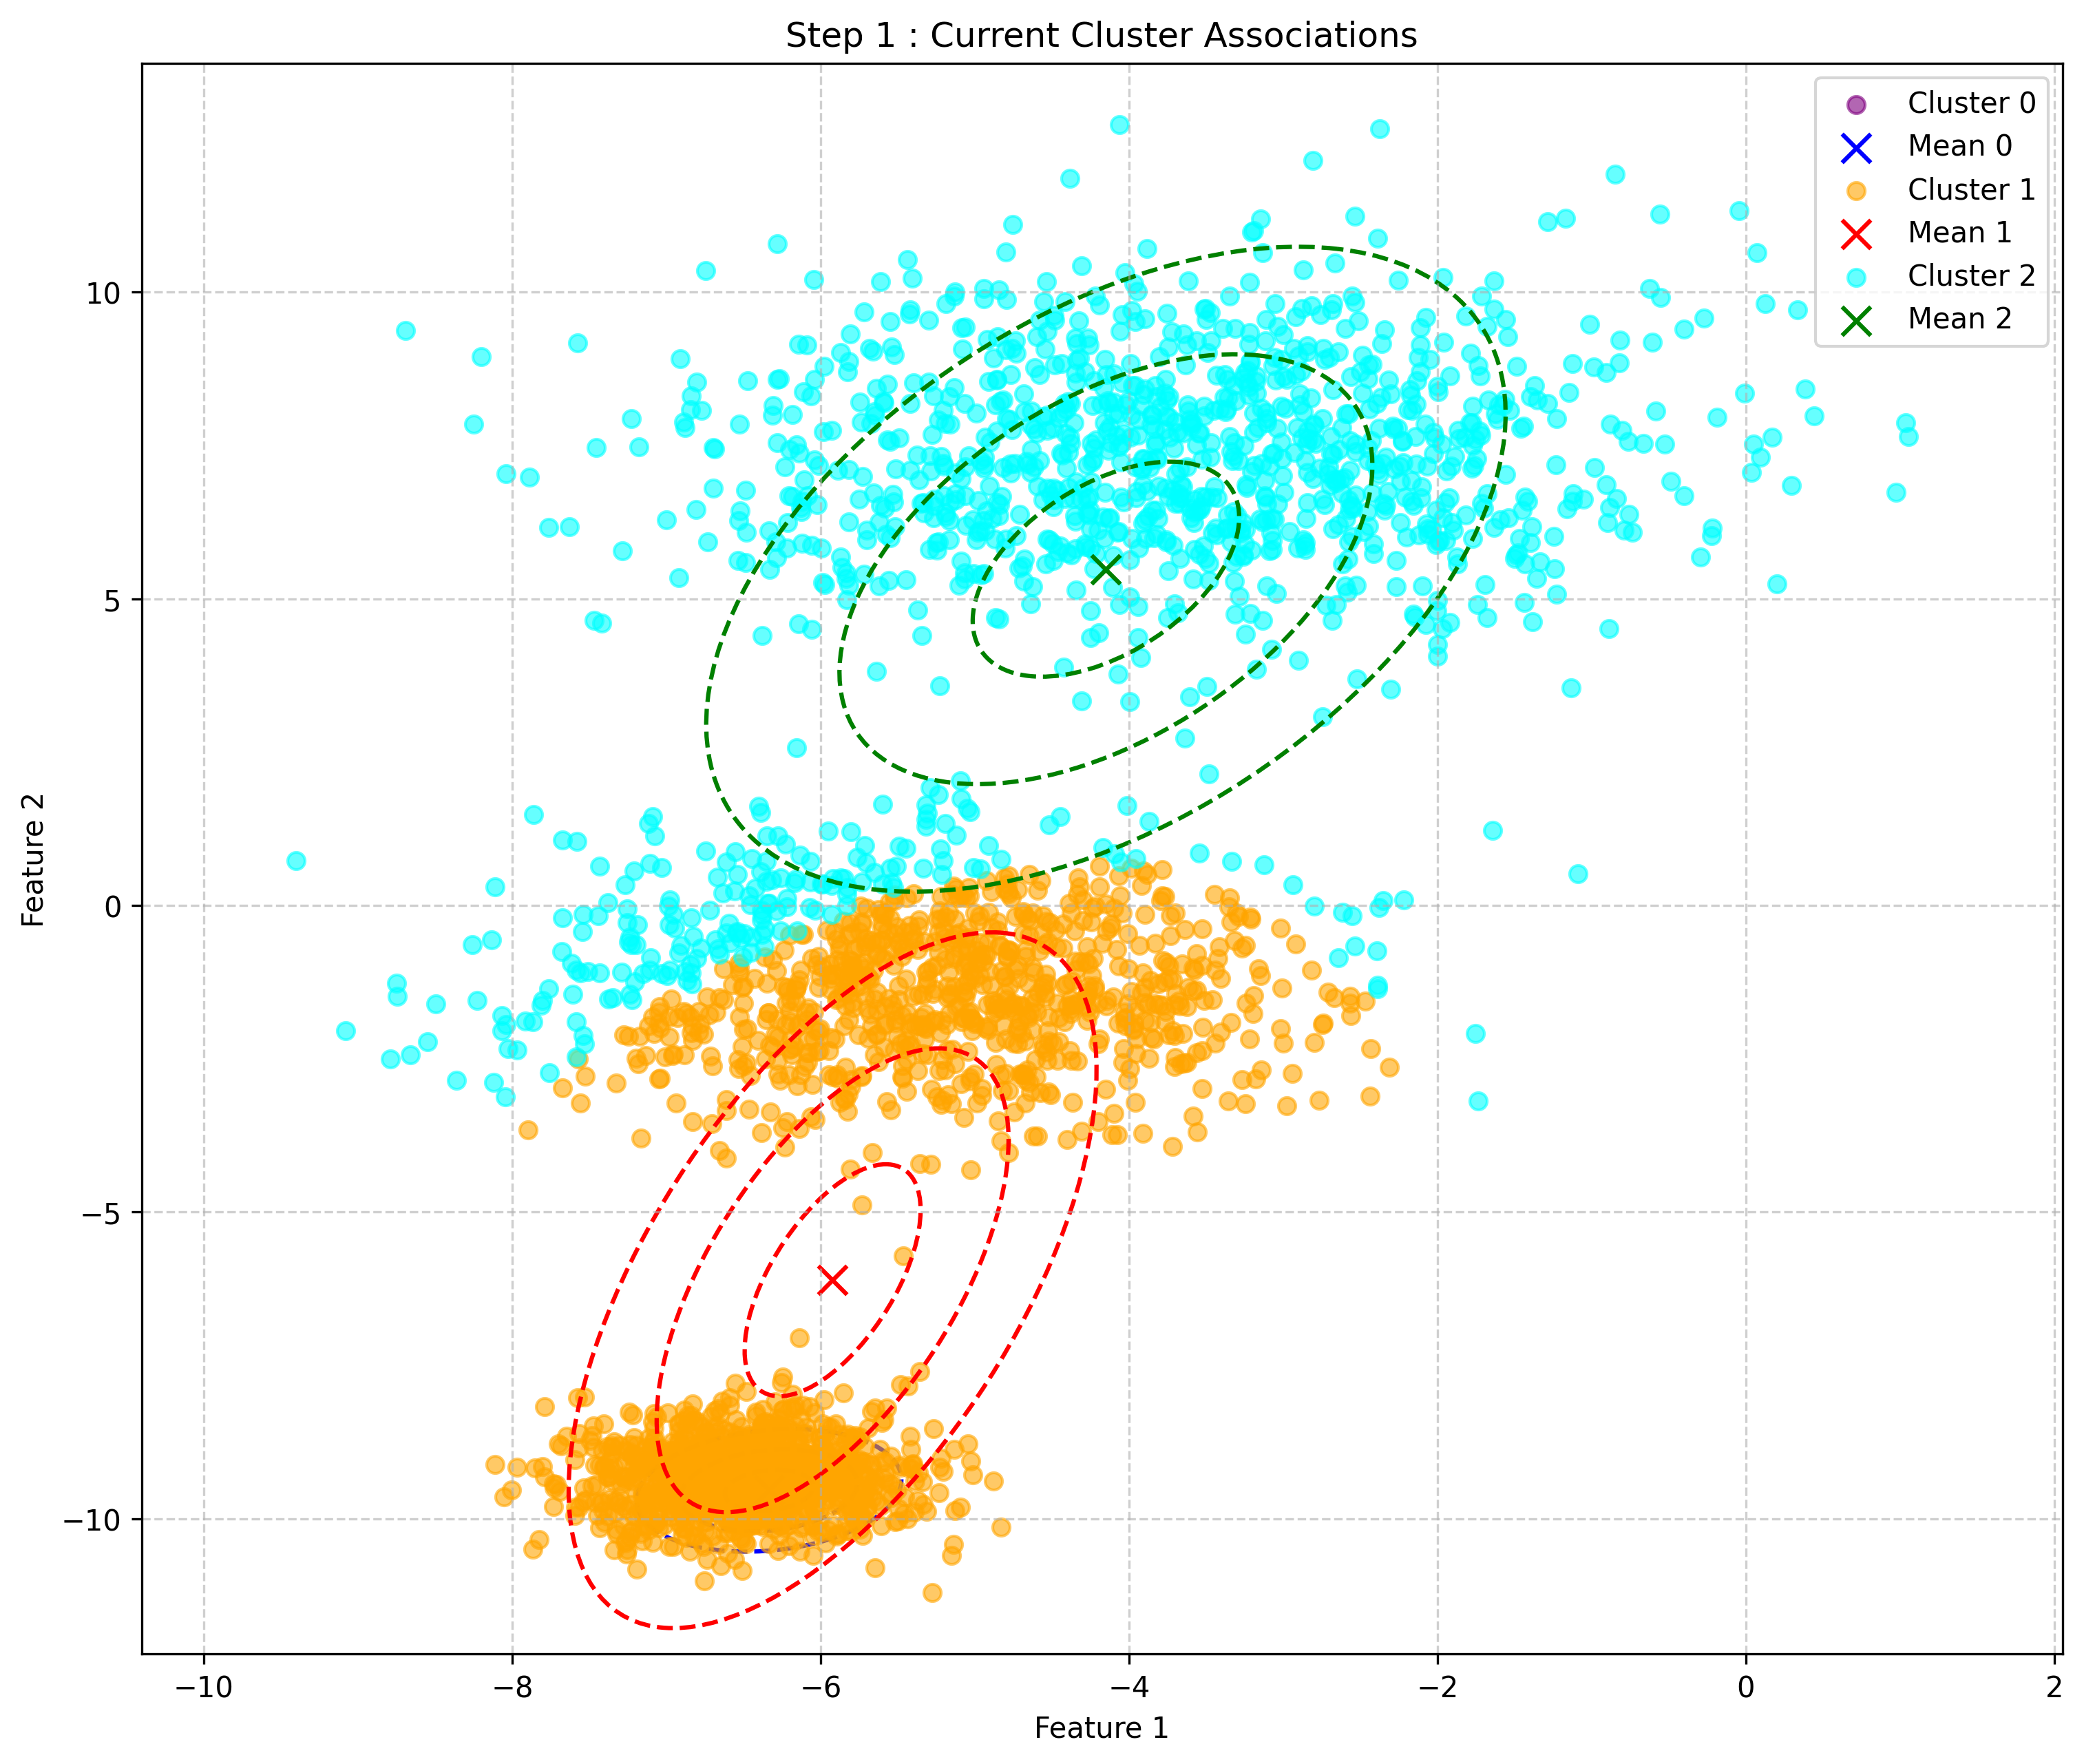 Step 1 : Current Cluster Associations
Cluster 0
Mean 0
Cluster 1
Mean 1
Cluster 2
Mean 2
10
5
0
−5
−10
Feature 2
−10 −8 −6 −4 −2 0 2
Feature 1